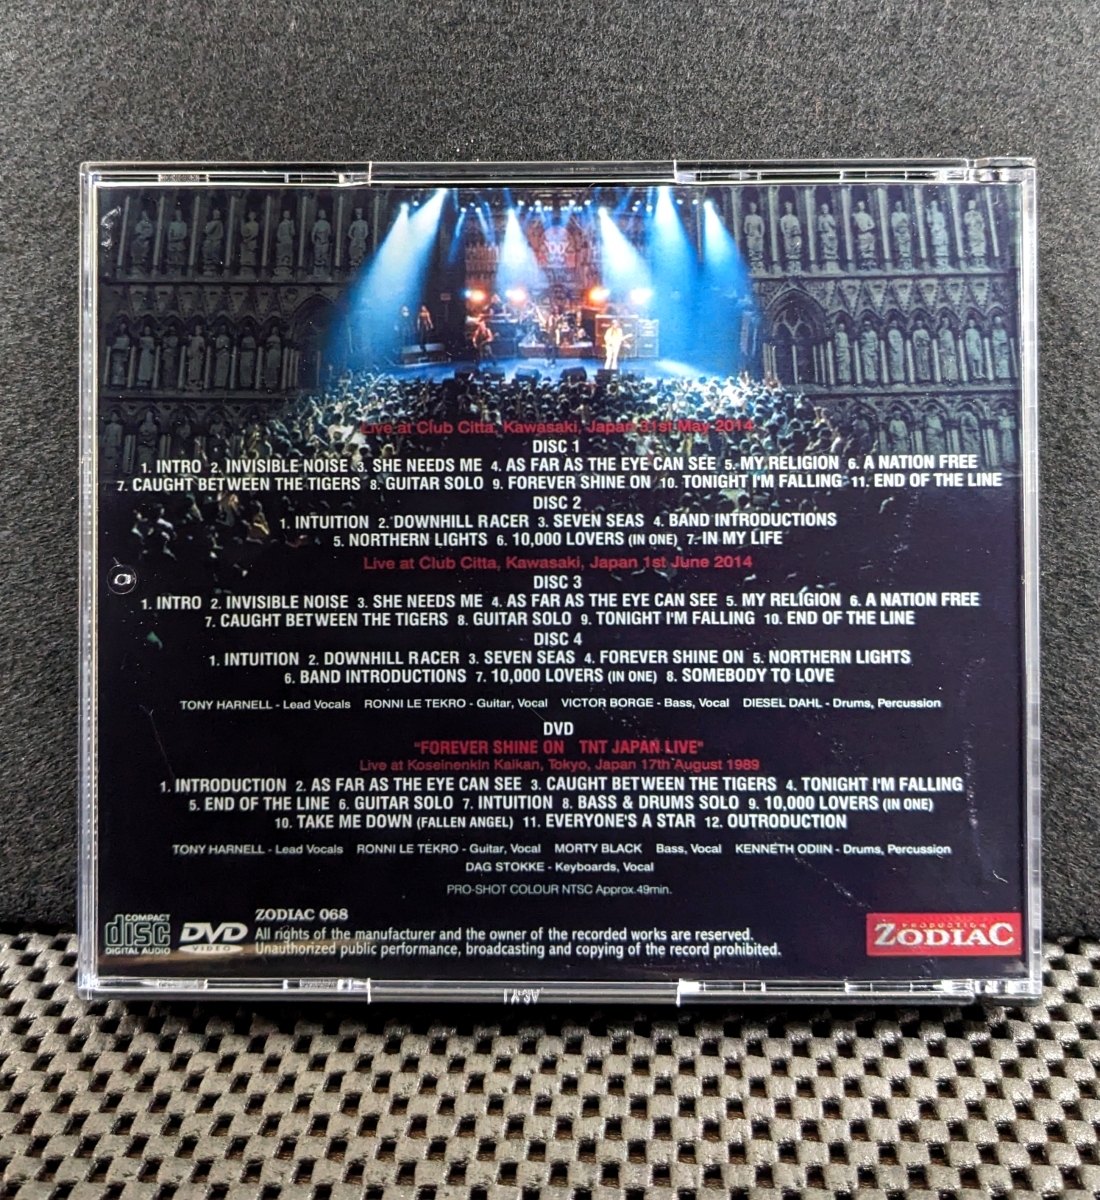 Live at Club Citta, Kawasaki, Japan 31st May 2014
DISC 1
1. INTRO 2. INVISIBLE NOISE 3. SHE NEEDS ME 4. AS FAR AS THE EYE CAN SEE 5. MY RELIGION 6. A NATION FREE
7. CAUGHT BETWEEN THE TIGERS 8. GUITAR SOLO 9. FOREVER SHINE ON 10. TONIGHT I'M FALLING 11. END OF THE LINE
DISC 2
1. INTUITION 2. DOWNHILL RACER 3. SEVEN SEAS 4. BAND INTRODUCTIONS
5. NORTHERN LIGHTS 6. 10,000 LOVERS (IN ONE) 7. IN MY LIFE
Live at Club Citta, Kawasaki, Japan 1st June 2014
DISC 3
1. INTRO 2. INVISIBLE NOISE 3. SHE NEEDS ME 4. AS FAR AS THE EYE CAN SEE 5. MY RELIGION 6. A NATION FREE
7. CAUGHT BETWEEN THE TIGERS 8. GUITAR SOLO 9. TONIGHT I'M FALLING 10. END OF THE LINE
DISC 4
1. INTUITION 2. DOWNHILL RACER 3. SEVEN SEAS 4. FOREVER SHINE ON 5. NORTHERN LIGHTS
6. BAND INTRODUCTIONS 7. 10,000 LOVERS (IN ONE) 8. SOMEBODY TO LOVE
TONY HARNELL - Lead Vocals RONNI LE TEKRO - Guitar, Vocal VICTOR BORGE - Bass, Vocal DIESEL DAHL - Drums, Percussion
DVD
"FOREVER SHINE ON TNT JAPAN LIVE"
Live at Koseinenkin Kaikan, Tokyo, Japan 17th August 1989
1. INTRODUCTION 2. AS FAR AS THE EYE CAN SEE 3. CAUGHT BETWEEN THE TIGERS 4. TONIGHT I'M FALLING
5. END OF THE LINE 6. GUITAR SOLO 7. INTUITION 8. BASS & DRUMS SOLO 9. 10,000 LOVERS (IN ONE)
10. TAKE ME DOWN (FALLEN ANGEL) 11. EVERYONE'S A STAR 12. OUTRODUCTION
TONY HARNELL - Lead Vocals RONNI LE TEKRO - Guitar, Vocal MORTY BLACK Bass, Vocal KENNETH ODIIN - Drums, Percussion
DAG STOKKE - Keyboards, Vocal
PRO-SHOT COLOUR NTSC Approx.49min.
COMPACT
disc
DIGITAL AUDIO
DVD
VIDEO
ZODIAC 068
All rights of the manufacturer and the owner of the recorded works are reserved.
Unauthorized public performance, broadcasting and copying of the record prohibited.
PRODUCTION
ZODIAC